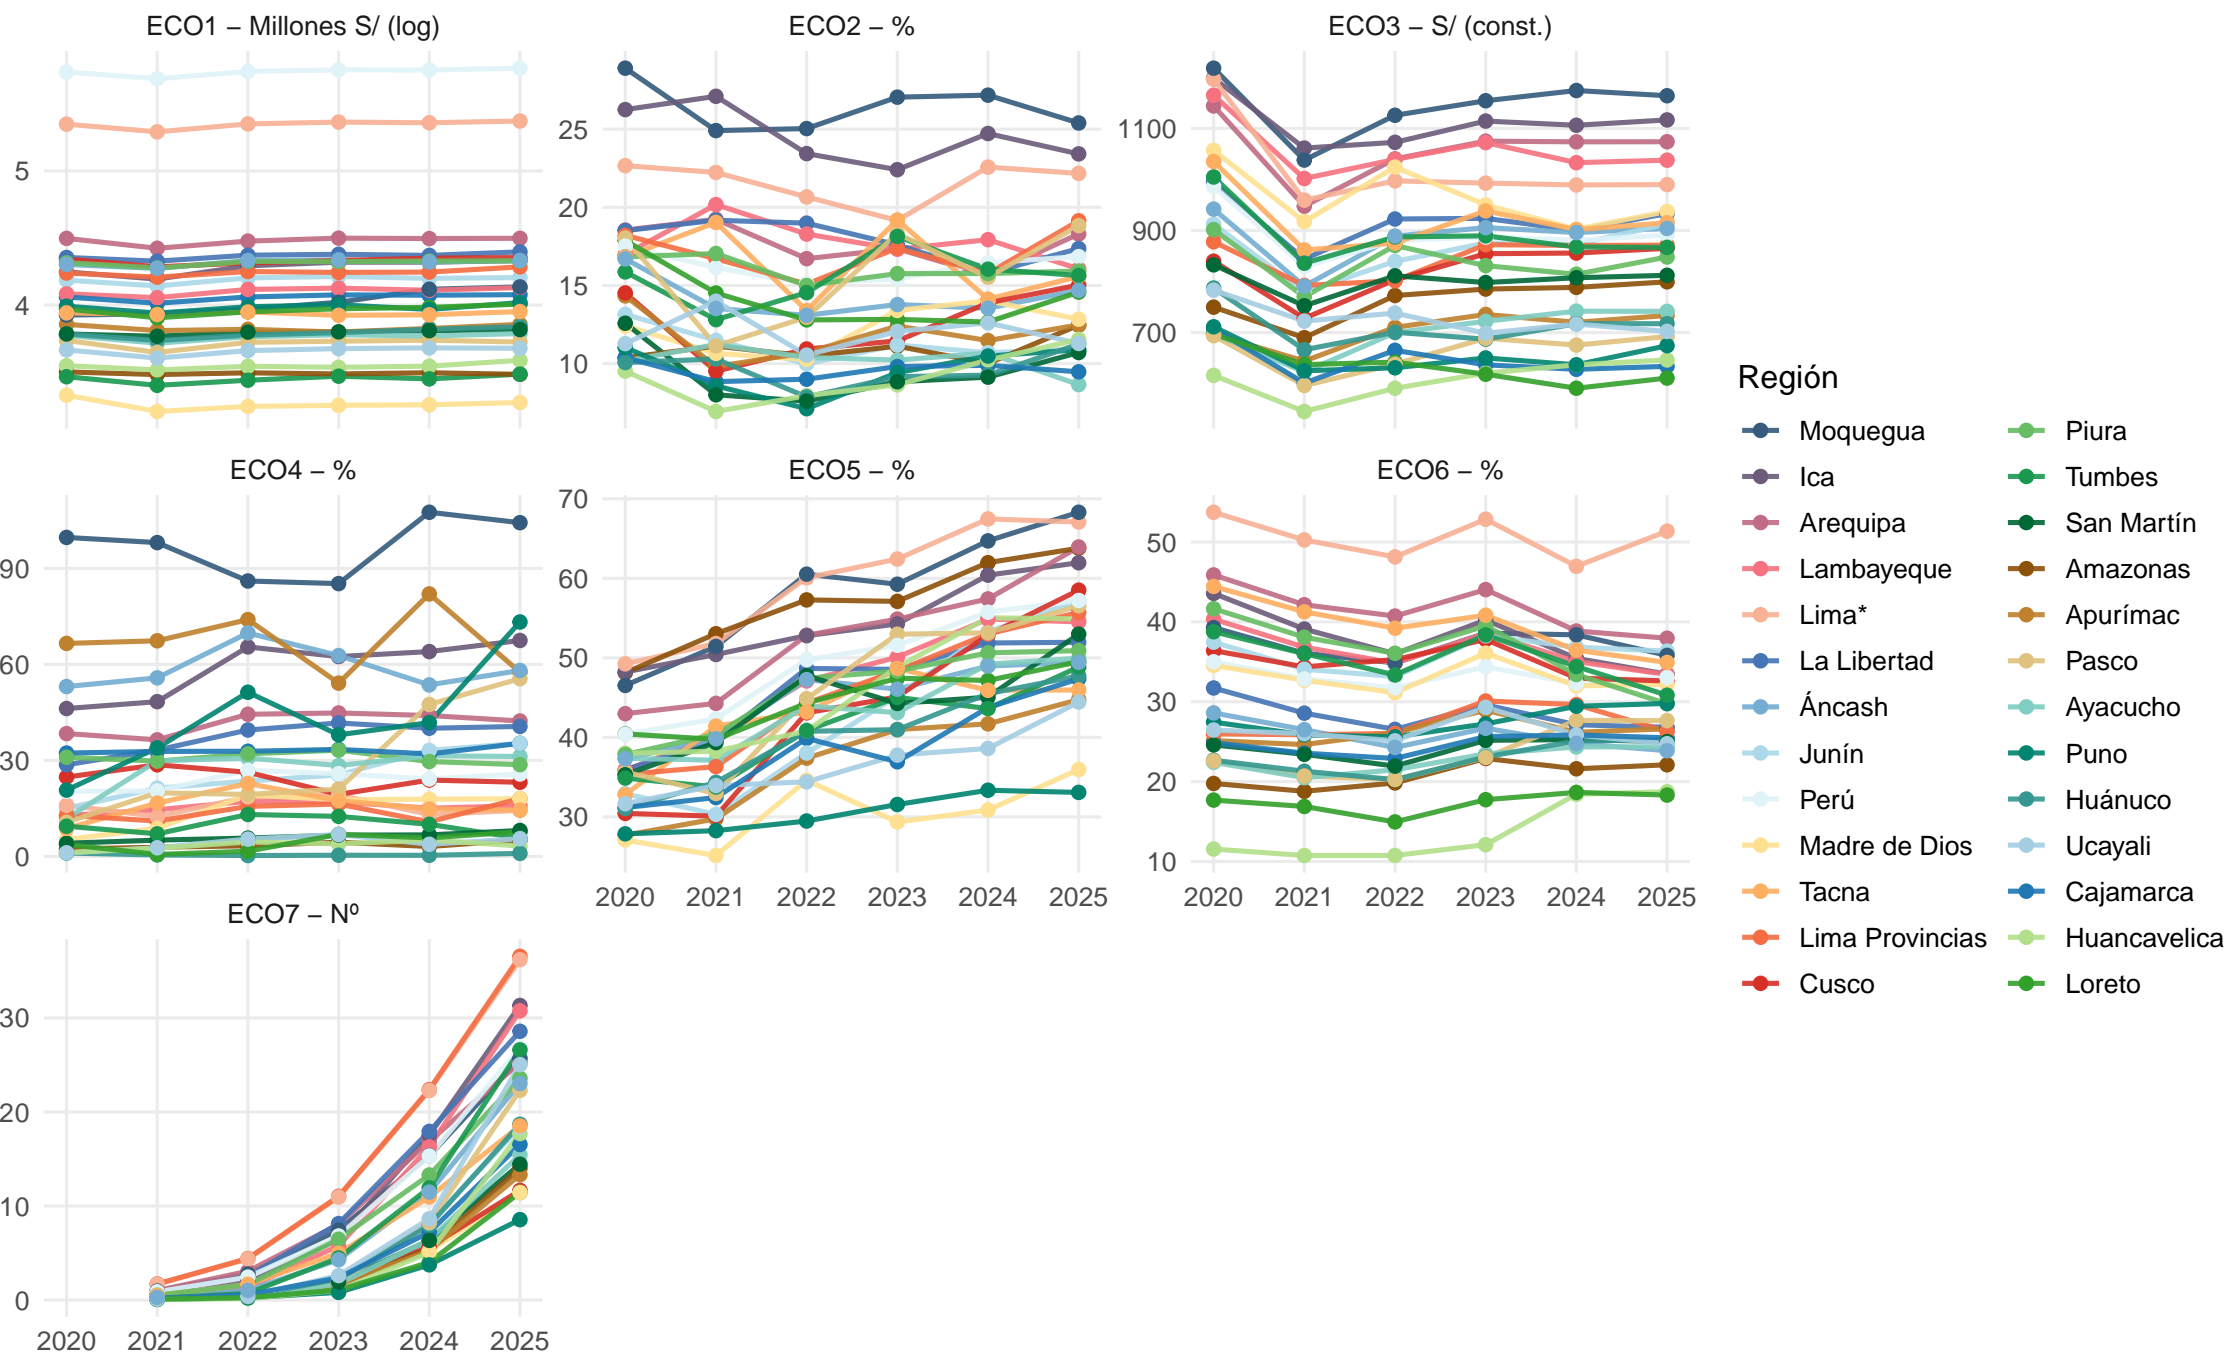 ECO1 – Millones S/ (log)
ECO2 – %
ECO3 – S/ (const.)
5
4
25
20
15
10
1100
900
700
ECO4 – %
ECO5 – %
ECO6 – %
90
60
30
0
70
60
50
40
30
50
40
30
20
10
2020 2021 2022 2023 2024 2025
2020 2021 2022 2023 2024 2025
ECO7 – Nº
30
20
10
0
2020 2021 2022 2023 2024 2025
Región
Moquegua
Ica
Arequipa
Lambayeque
Lima*
La Libertad
Áncash
Junín
Perú
Madre de Dios
Tacna
Lima Provincias
Cusco
Piura
Tumbes
San Martín
Amazonas
Apurímac
Pasco
Ayacucho
Puno
Huánuco
Ucayali
Cajamarca
Huancavelica
Loreto